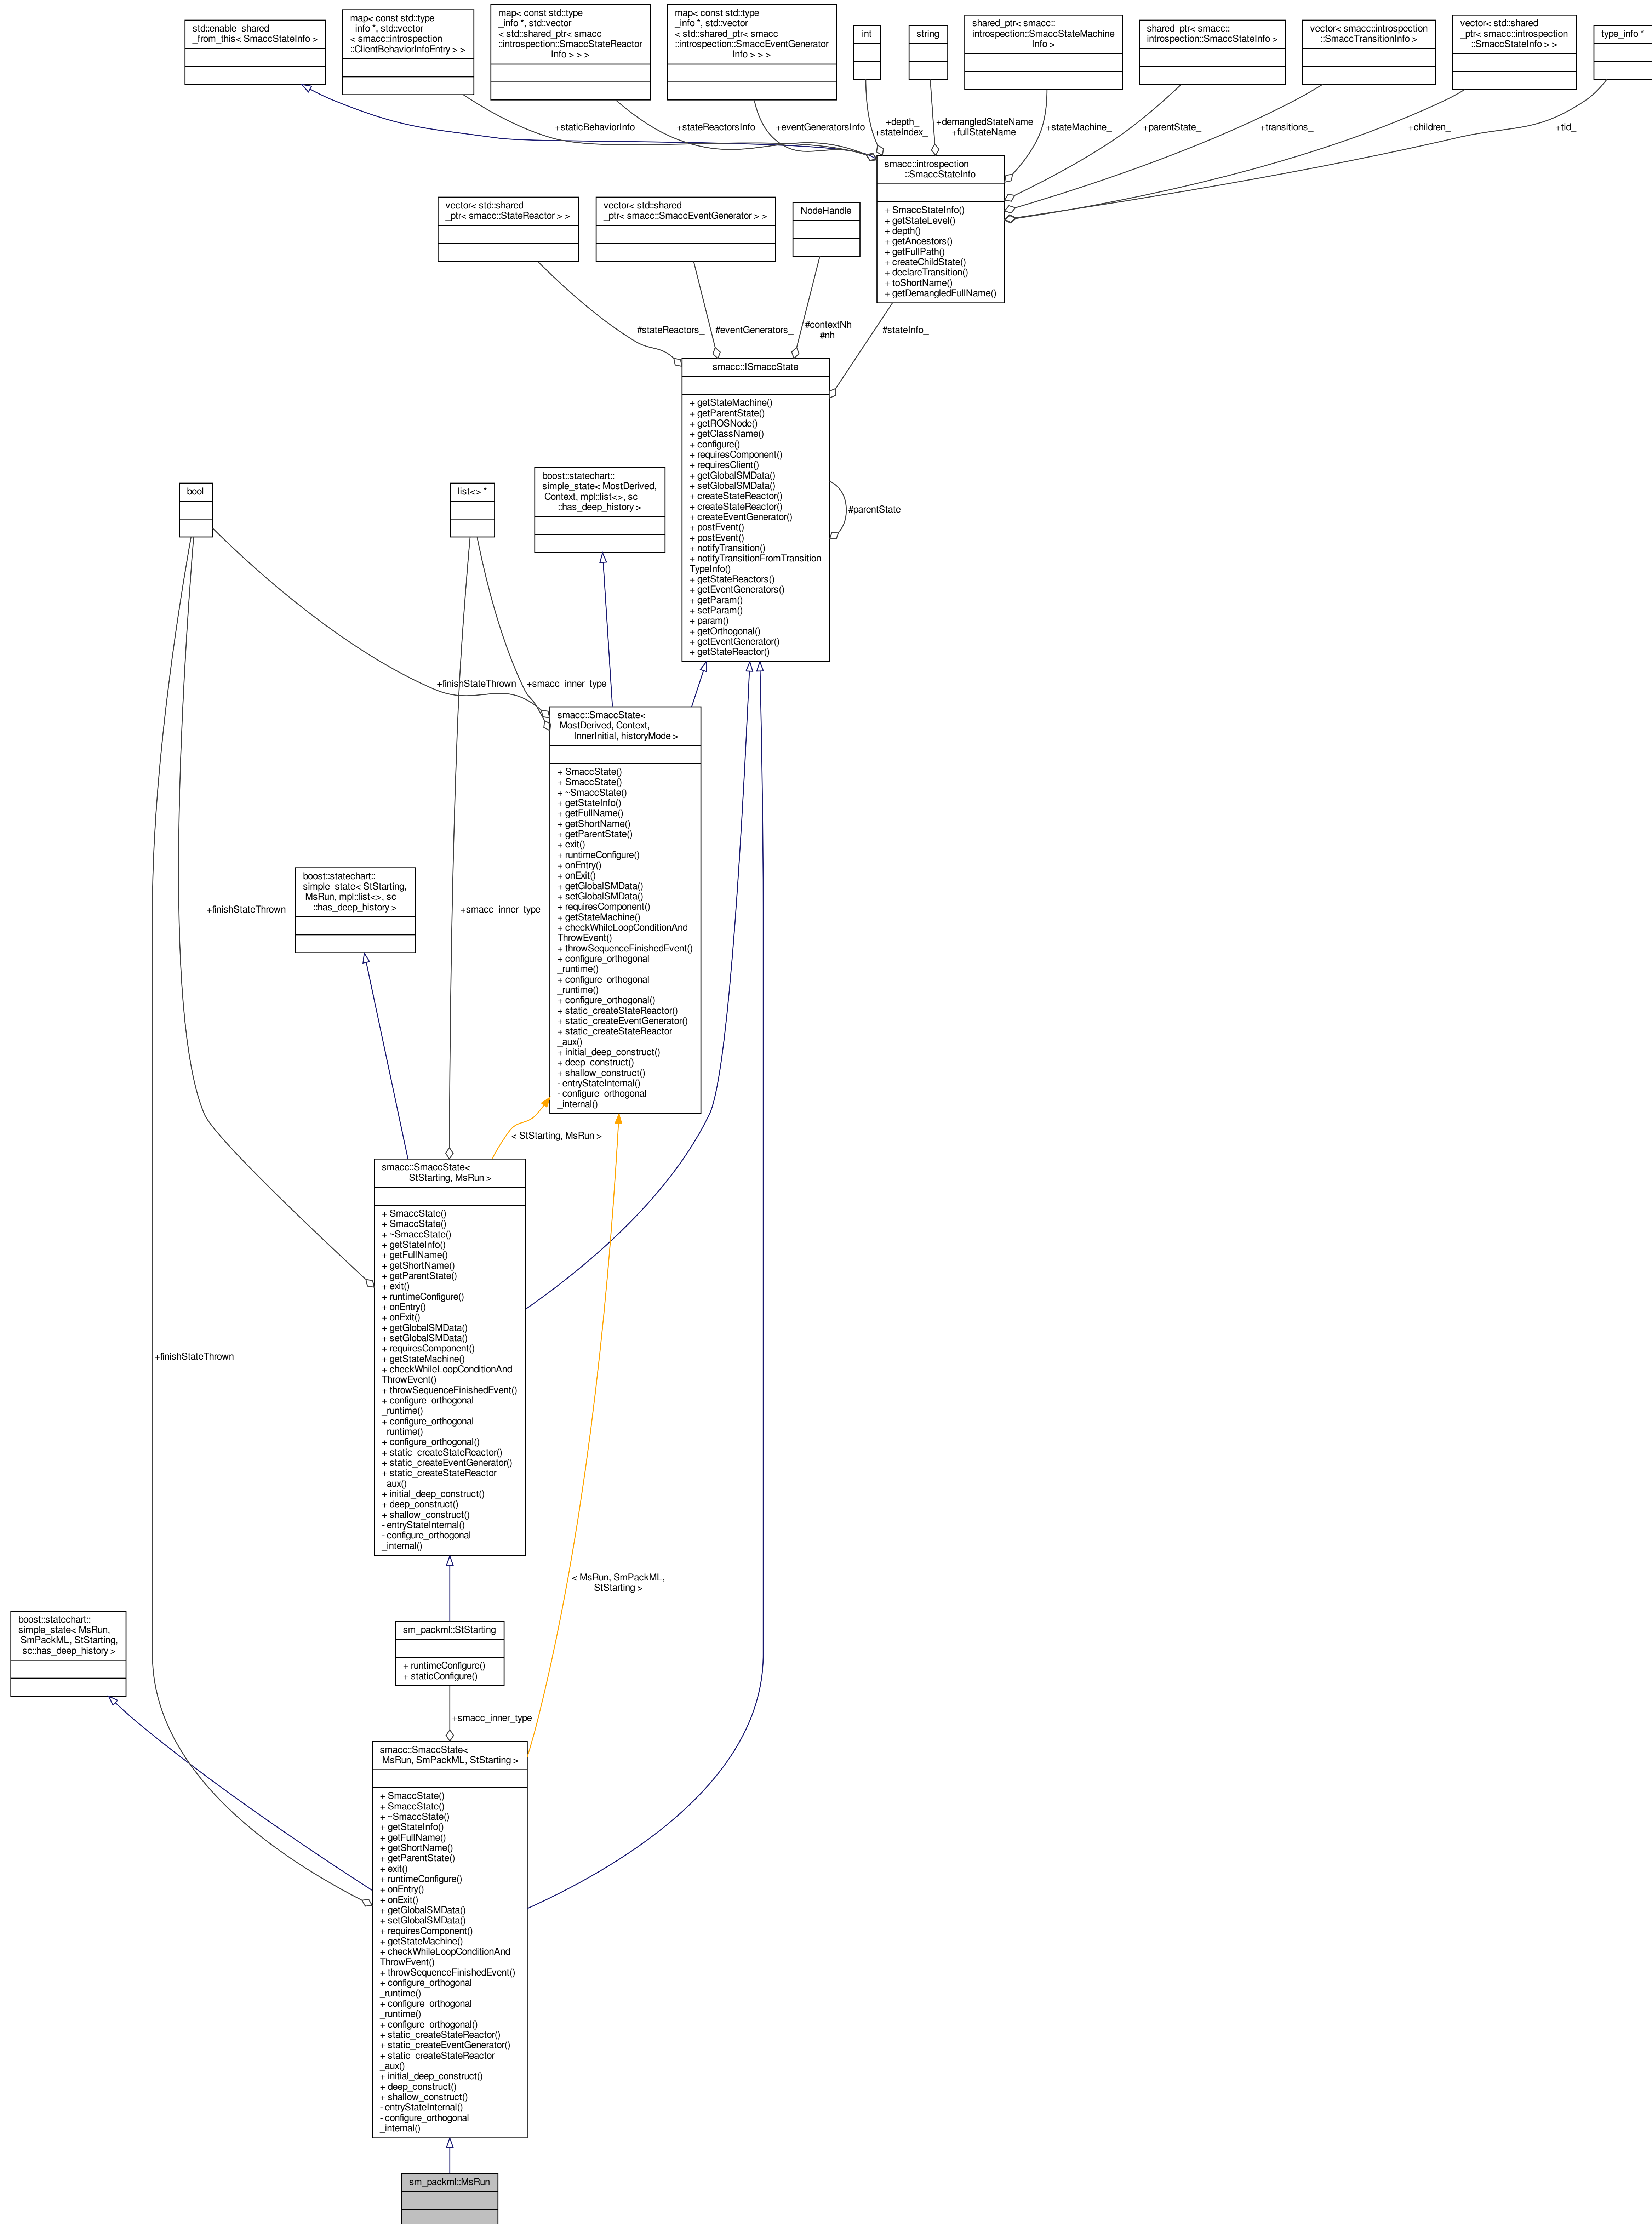 std::enable_shared
_from_this< SmaccStateInfo >
map< const std::type
_info *, std::vector
< smacc::introspection
::ClientBehaviorInfoEntry > >
map< const std::type
_info *, std::vector
< std::shared_ptr< smacc
::introspection::SmaccStateReactor
Info > > >
map< const std::type
_info *, std::vector
< std::shared_ptr< smacc
::introspection::SmaccEventGenerator
Info > > >
int
string
shared_ptr< smacc::
introspection::SmaccStateMachine
Info >
shared_ptr< smacc::
introspection::SmaccStateInfo >
vector< smacc::introspection
::SmaccTransitionInfo >
vector< std::shared
_ptr< smacc::introspection
::SmaccStateInfo > >
type_info *
+staticBehaviorInfo
+stateReactorsInfo
+eventGeneratorsInfo
+depth_
+stateIndex_
+demangledStateName
+fullStateName
+stateMachine_
+parentState_
+transitions_
+children_
+tid_
smacc::introspection
::SmaccStateInfo
+ SmaccStateInfo()
+ getStateLevel()
+ depth()
+ getAncestors()
+ getFullPath()
+ createChildState()
+ declareTransition()
+ toShortName()
+ getDemangledFullName()
vector< std::shared
_ptr< smacc::StateReactor > >
vector< std::shared
_ptr< smacc::SmaccEventGenerator > >
NodeHandle
#stateReactors_
#eventGenerators_
#contextNh
#nh
#stateInfo_
smacc::ISmaccState
+ getStateMachine()
+ getParentState()
+ getROSNode()
+ getClassName()
+ configure()
+ requiresComponent()
+ requiresClient()
+ getGlobalSMData()
+ setGlobalSMData()
+ createStateReactor()
+ createStateReactor()
+ createEventGenerator()
+ postEvent()
+ postEvent()
+ notifyTransition()
+ notifyTransitionFromTransition
TypeInfo()
+ getStateReactors()
+ getEventGenerators()
+ getParam()
+ setParam()
+ param()
+ getOrthogonal()
+ getEventGenerator()
+ getStateReactor()
#parentState_
bool
list<> *
boost::statechart::
simple_state< MostDerived,
Context, mpl::list<>, sc
::has_deep_history >
+finishStateThrown
+smacc_inner_type
smacc::SmaccState<
MostDerived, Context,
InnerInitial, historyMode >
+ SmaccState()
+ SmaccState()
+ ~SmaccState()
+ getStateInfo()
+ getFullName()
+ getShortName()
+ getParentState()
+ exit()
+ runtimeConfigure()
+ onEntry()
+ onExit()
+ getGlobalSMData()
+ setGlobalSMData()
+ requiresComponent()
+ getStateMachine()
+ checkWhileLoopConditionAnd
ThrowEvent()
+ throwSequenceFinishedEvent()
+ configure_orthogonal
_runtime()
+ configure_orthogonal
_runtime()
+ configure_orthogonal()
+ static_createStateReactor()
+ static_createEventGenerator()
+ static_createStateReactor
_aux()
+ initial_deep_construct()
+ deep_construct()
+ shallow_construct()
- entryStateInternal()
- configure_orthogonal
_internal()
boost::statechart::
simple_state< StStarting,
MsRun, mpl::list<>, sc
::has_deep_history >
+finishStateThrown
+smacc_inner_type
< StStarting, MsRun >
smacc::SmaccState<
StStarting, MsRun >
+ SmaccState()
+ SmaccState()
+ ~SmaccState()
+ getStateInfo()
+ getFullName()
+ getShortName()
+ getParentState()
+ exit()
+ runtimeConfigure()
+ onEntry()
+ onExit()
+ getGlobalSMData()
+ setGlobalSMData()
+ requiresComponent()
+ getStateMachine()
+ checkWhileLoopConditionAnd
ThrowEvent()
+ throwSequenceFinishedEvent()
+ configure_orthogonal
_runtime()
+ configure_orthogonal
_runtime()
+ configure_orthogonal()
+ static_createStateReactor()
+ static_createEventGenerator()
+ static_createStateReactor
_aux()
+ initial_deep_construct()
+ deep_construct()
+ shallow_construct()
- entryStateInternal()
- configure_orthogonal
_internal()
+finishStateThrown
< MsRun, SmPackML,
StStarting >
boost::statechart::
simple_state< MsRun,
SmPackML, StStarting,
sc::has_deep_history >
sm_packml::StStarting
+ runtimeConfigure()
+ staticConfigure()
+smacc_inner_type
smacc::SmaccState<
MsRun, SmPackML, StStarting >
+ SmaccState()
+ SmaccState()
+ ~SmaccState()
+ getStateInfo()
+ getFullName()
+ getShortName()
+ getParentState()
+ exit()
+ runtimeConfigure()
+ onEntry()
+ onExit()
+ getGlobalSMData()
+ setGlobalSMData()
+ requiresComponent()
+ getStateMachine()
+ checkWhileLoopConditionAnd
ThrowEvent()
+ throwSequenceFinishedEvent()
+ configure_orthogonal
_runtime()
+ configure_orthogonal
_runtime()
+ configure_orthogonal()
+ static_createStateReactor()
+ static_createEventGenerator()
+ static_createStateReactor
_aux()
+ initial_deep_construct()
+ deep_construct()
+ shallow_construct()
- entryStateInternal()
- configure_orthogonal
_internal()
sm_packml::MsRun